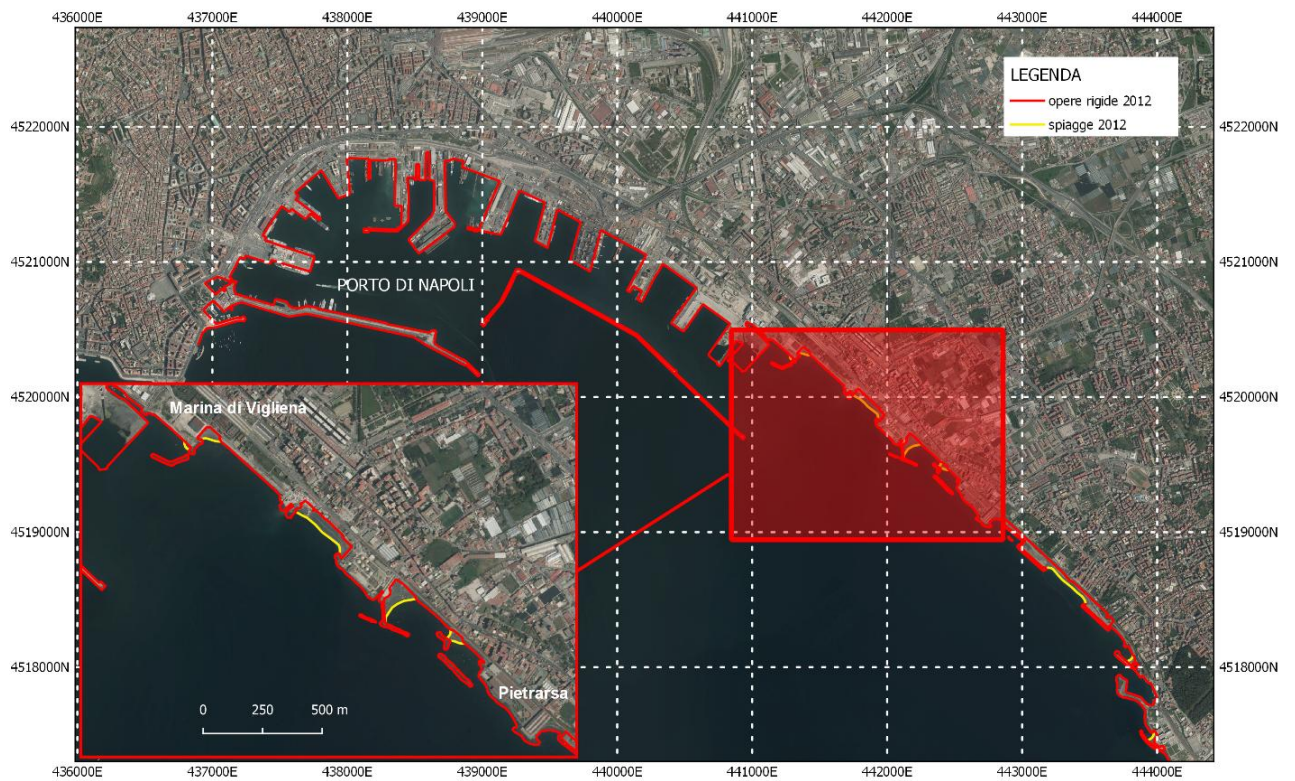 436000E 437000E 438000E 439000E 440000E 441000E 442000E 443000E 444000E
LEGENDA
opere rigide 2012
spiagge 2012
4522000N 4522000N
4521000N 4521000N
PORTO DI NAPOLI
4520000N 4520000N
Marina di Vigliena
4519000N 4519000N
4518000N 4518000N
Pietrarsa
0 250 500 m
436000E 437000E 438000E 439000E 440000E 441000E 442000E 443000E 444000E